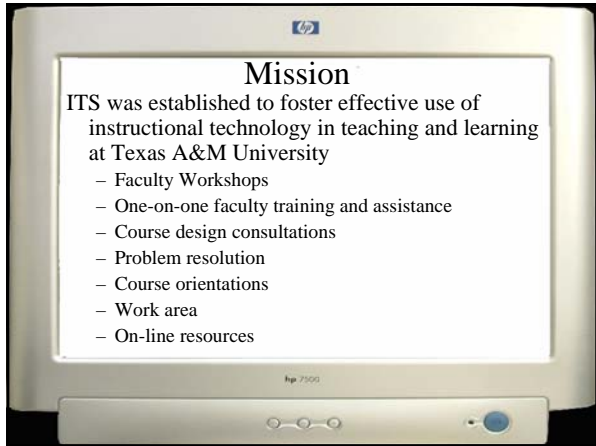 hp
Mission
ITS was established to foster effective use of
instructional technology in teaching and learning
at Texas A&M University
– Faculty Workshops
– One-on-one faculty training and assistance
– Course design consultations
– Problem resolution
– Course orientations
– Work area
– On-line resources
hp 7500